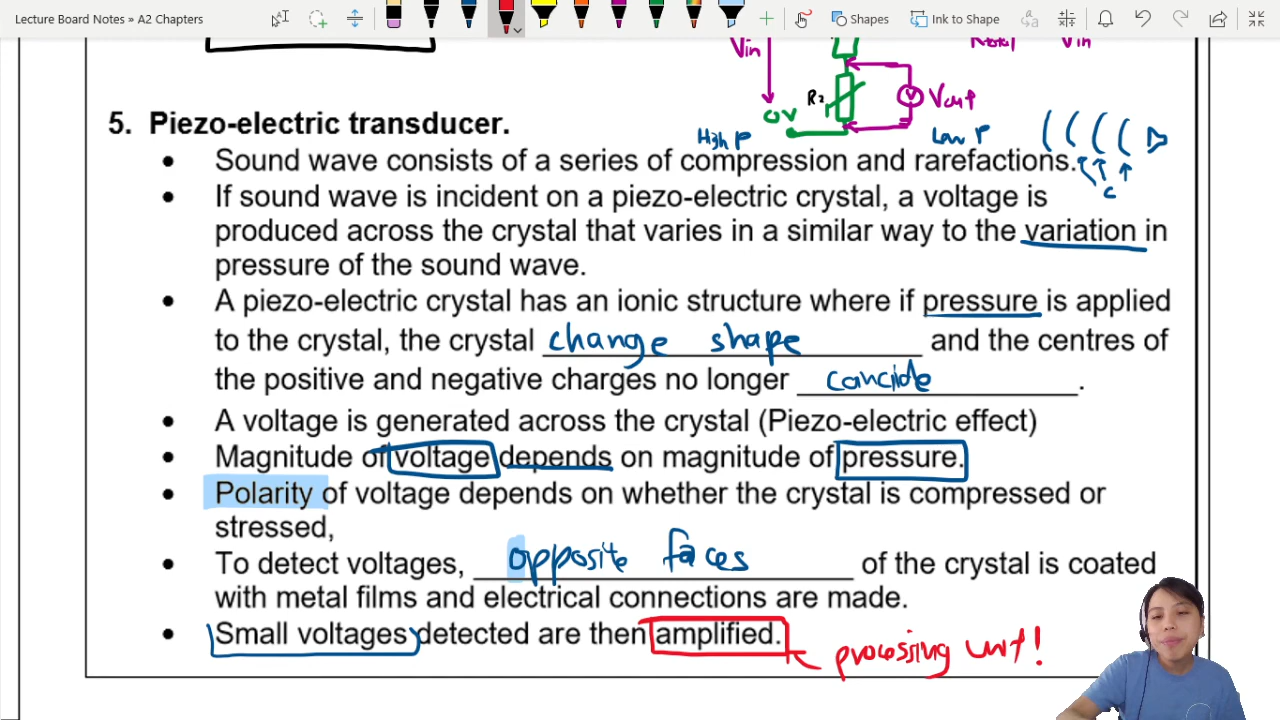 Lecture Board Notes » A2 Chapters
Shapes
Ink to Shape
Vin
Vin
R2
V
Vout
0V
5. Piezo-electric transducer.
High P
Low P
• Sound wave consists of a series of compression and rarefactions.
C
• If sound wave is incident on a piezo-electric crystal, a voltage is
produced across the crystal that varies in a similar way to the variation in
pressure of the sound wave.
• A piezo-electric crystal has an ionic structure where if pressure is applied
to the crystal, the crystal change shape and the centres of
the positive and negative charges no longer concide.
• A voltage is generated across the crystal (Piezo-electric effect)
• Magnitude of voltage depends on magnitude of pressure.
• Polarity of voltage depends on whether the crystal is compressed or
stressed,
• To detect voltages, opposite faces of the crystal is coated
with metal films and electrical connections are made.
• Small voltages detected are then amplified.
processing unit!